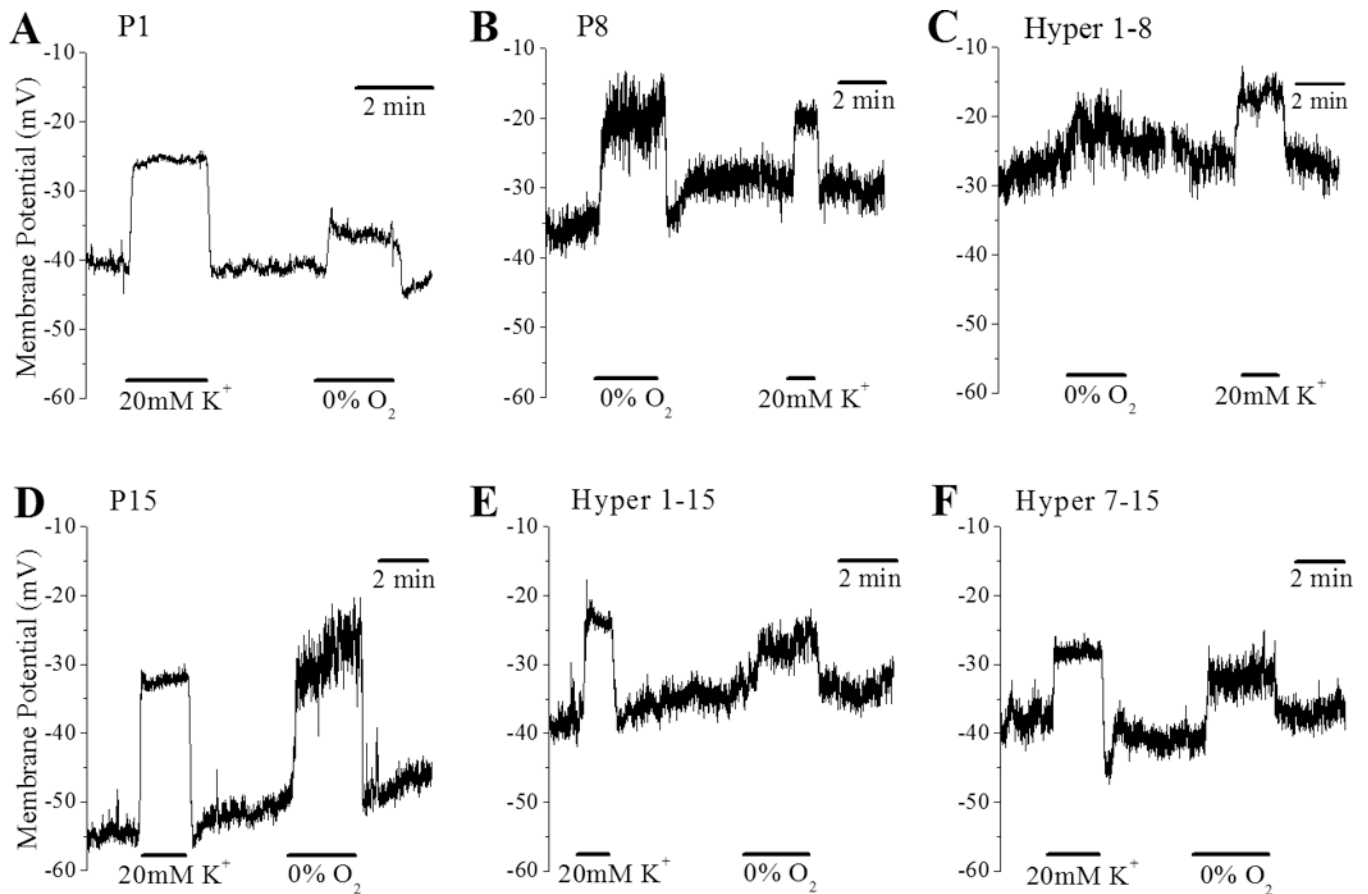 A P1
Membrane Potential (mV)
-10
-20
-30
-40
-50
-60
2 min
20mM K+
0% O2
B P8
-10
-20
-30
-40
-50
-60
2 min
0% O2
20mM K+
C Hyper 1-8
-10
-20
-30
-40
-50
-60
2 min
0% O2
20mM K+
D P15
Membrane Potential (mV)
-10
-20
-30
-40
-50
-60
2 min
20mM K+
0% O2
E Hyper 1-15
-10
-20
-30
-40
-50
-60
2 min
20mM K+
0% O2
F Hyper 7-15
-10
-20
-30
-40
-50
-60
2 min
20mM K+
0% O2